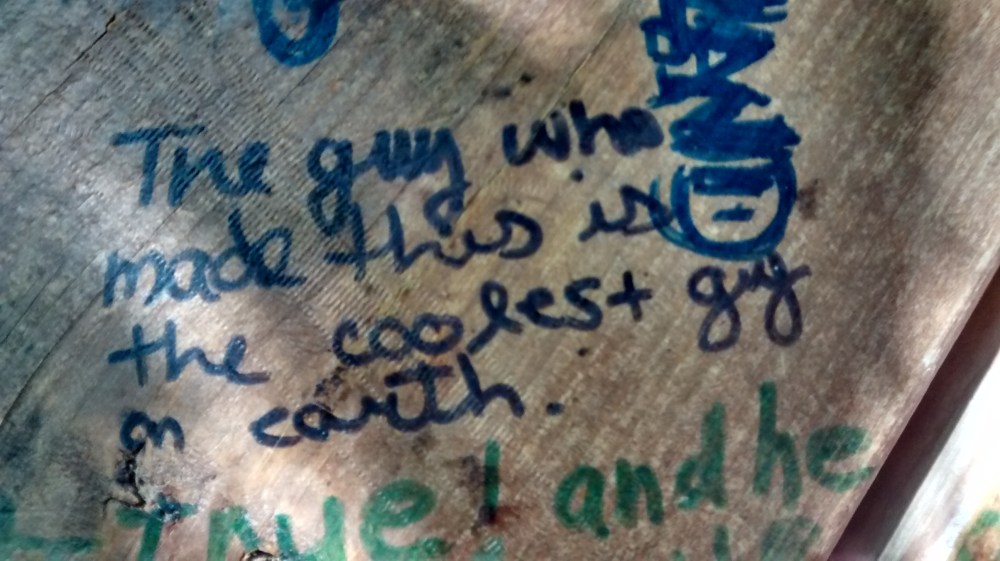 The guy who
made this is
the coolest guy
on earth.
TRUE! and he